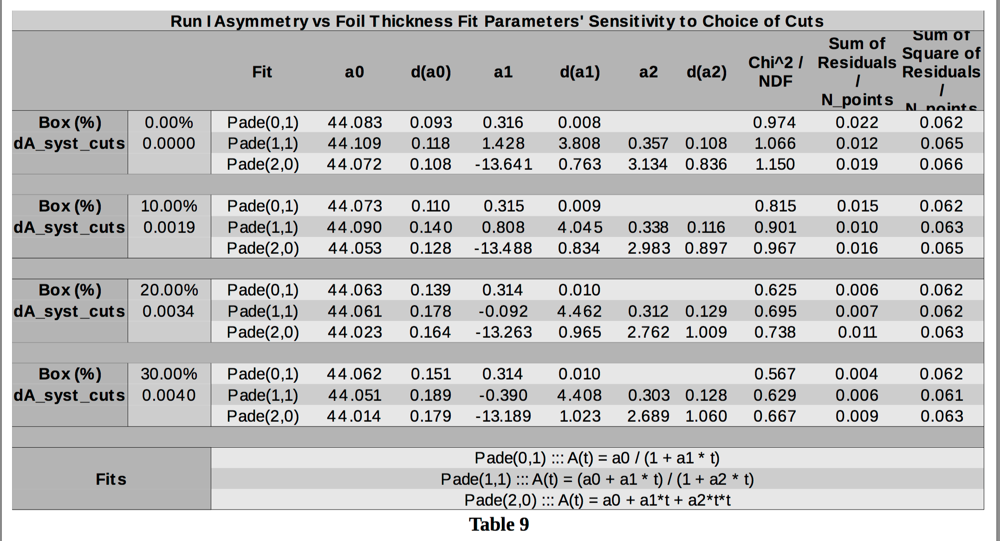 Run I Asymmetry vs Foil Thickness Fit Parameters' Sensitivity to Choice of Cuts
Fit a0 d(a0) a1 d(a1) a2 d(a2) Chi^2 / NDF Sum of Residuals / N_points Sum of Square of Residuals / N_points
Box (%) 0.00% Pade(0,1) 44.083 0.093 0.316 0.008 0.974 0.022 0.062
dA_syst_cuts 0.0000 Pade(1,1) 44.109 0.118 1.428 3.808 0.357 0.108 1.066 0.012 0.065
Pade(2,0) 44.072 0.108 -13.641 0.763 3.134 0.836 1.150 0.019 0.066
Box (%) 10.00% Pade(0,1) 44.073 0.110 0.315 0.009 0.815 0.015 0.062
dA_syst_cuts 0.0019 Pade(1,1) 44.090 0.140 0.808 4.045 0.338 0.116 0.901 0.010 0.063
Pade(2,0) 44.053 0.128 -13.488 0.834 2.983 0.897 0.967 0.016 0.065
Box (%) 20.00% Pade(0,1) 44.063 0.139 0.314 0.010 0.625 0.006 0.062
dA_syst_cuts 0.0034 Pade(1,1) 44.061 0.178 -0.092 4.462 0.312 0.129 0.695 0.007 0.062
Pade(2,0) 44.023 0.164 -13.263 0.965 2.762 1.009 0.738 0.011 0.063
Box (%) 30.00% Pade(0,1) 44.062 0.151 0.314 0.010 0.567 0.004 0.062
dA_syst_cuts 0.0040 Pade(1,1) 44.051 0.189 -0.390 4.408 0.303 0.128 0.629 0.006 0.061
Pade(2,0) 44.014 0.179 -13.189 1.023 2.689 1.060 0.667 0.009 0.063
Pade(0,1) ::: A(t) = a0 / (1 + a1 * t)
Fits Pade(1,1) ::: A(t) = (a0 + a1 * t) / (1 + a2 * t)
Pade(2,0) ::: A(t) = a0 + a1*t + a2*t*t
Table 9